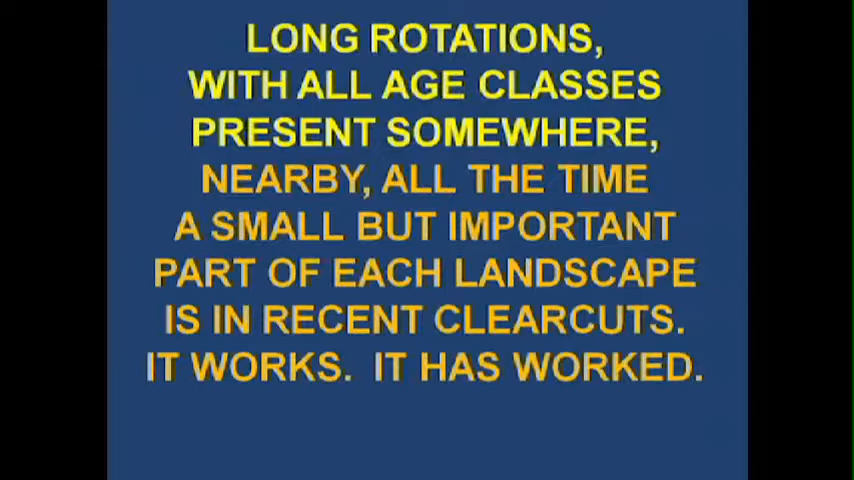 LONG ROTATIONS,
WITH ALL AGE CLASSES
PRESENT SOMEWHERE,
NEARBY, ALL THE TIME
A SMALL BUT IMPORTANT
PART OF EACH LANDSCAPE
IS IN RECENT CLEARCUTS.
IT WORKS.  IT HAS WORKED.